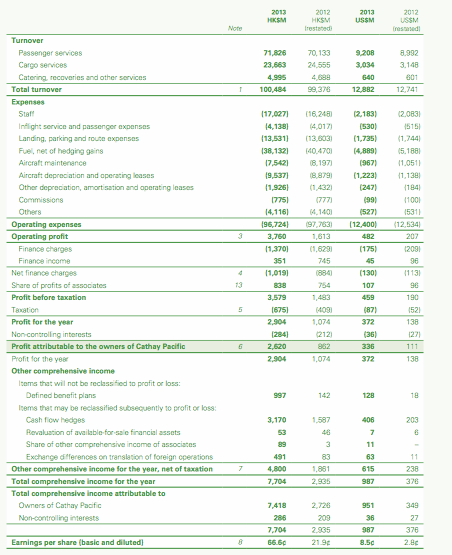 2013 2012 2013 2012
HK$M HK$M US$M US$M
Note (restated) (restated)
Turnover
Passenger services 71,826 70,133 9,208 8,992
Cargo services 23,663 24,555 3,034 3,148
Catering, recoveries and other services 4,995 4,688 640 601
Total turnover 1 100,484 99,376 12,882 12,741
Expenses
Staff (17,027) (16,248) (2,183) (2,083)
Inflight service and passenger expenses (4,138) (4,017) (530) (515)
Landing, parking and route expenses (13,531) (13,603) (1,735) (1,744)
Fuel, net of hedging gains (38,132) (40,470) (4,889) (5,188)
Aircraft maintenance (7,542) (8,197) (967) (1,051)
Aircraft depreciation and operating leases (9,537) (8,879) (1,223) (1,138)
Other depreciation, amortisation and operating leases (1,926) (1,432) (247) (184)
Commissions (775) (777) (99) (100)
Others (4,116) (4,140) (527) (531)
Operating expenses (96,724) (97,763) (12,400) (12,534)
Operating profit 3 3,760 1,613 482 207
Finance charges (1,370) (1,629) (175) (209)
Finance income 351 745 45 96
Net finance charges 4 (1,019) (884) (130) (113)
Share of profits of associates 13 838 754 107 96
Profit before taxation 3,579 1,483 459 190
Taxation 5 (675) (409) (87) (52)
Profit for the year 2,904 1,074 372 138
Non-controlling interests (284) (212) (36) (27)
Profit attributable to the owners of Cathay Pacific 6 2,620 862 336 111
Profit for the year 2,904 1,074 372 138
Other comprehensive income
Items that will not be reclassified to profit or loss:
Defined benefit plans 997 142 128 18
Items that may be reclassified subsequently to profit or loss:
Cash flow hedges 3,170 1,587 406 203
Revaluation of available-for-sale financial assets 53 46 7 6
Share of other comprehensive income of associates 89 3 11 –
Exchange differences on translation of foreign operations 491 83 63 11
Other comprehensive income for the year, net of taxation 7 4,800 1,861 615 238
Total comprehensive income for the year 7,704 2,935 987 376
Total comprehensive income attributable to
Owners of Cathay Pacific 7,418 2,726 951 349
Non-controlling interests 286 209 36 27
7,704 2,935 987 376
Earnings per share (basic and diluted) 8 66.6¢ 21.9¢ 8.5¢ 2.8¢